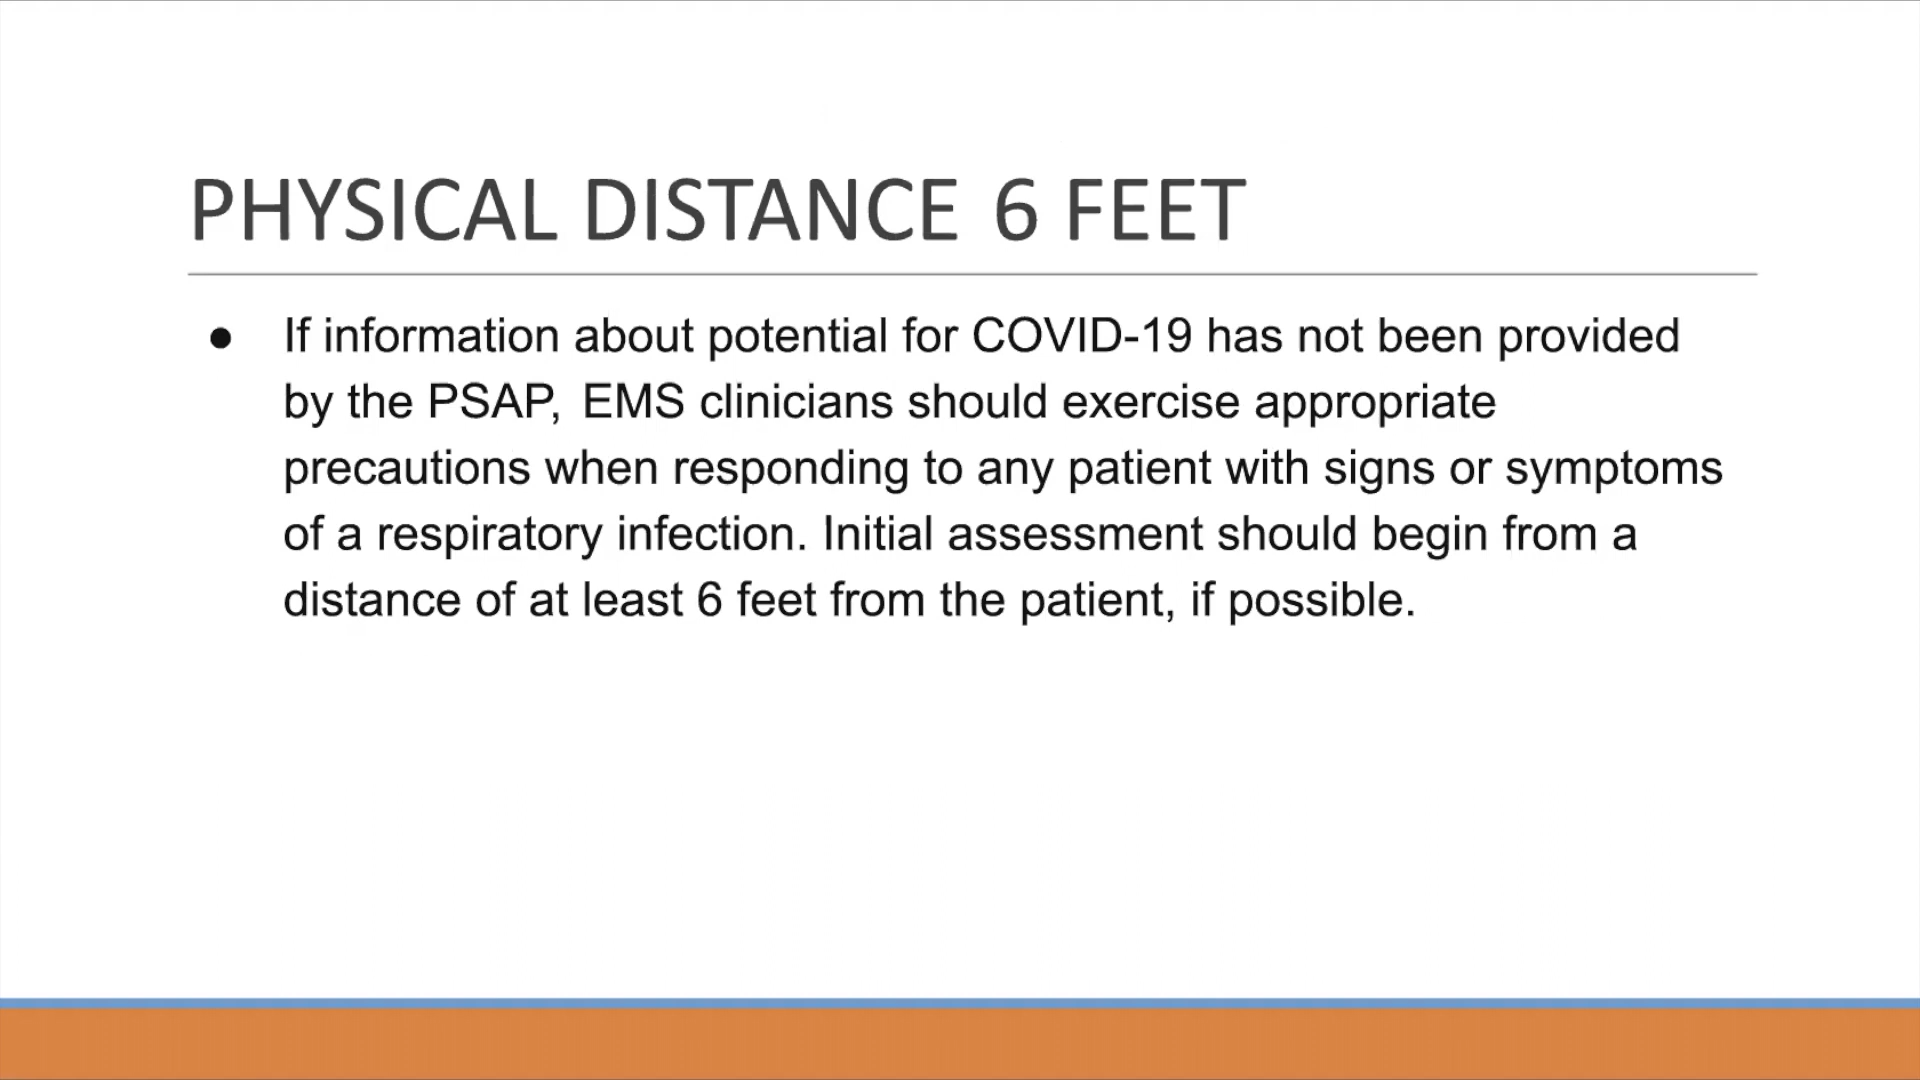 PHYSICAL DISTANCE 6 FEET
● If information about potential for COVID-19 has not been provided
by the PSAP, EMS clinicians should exercise appropriate
precautions when responding to any patient with signs or symptoms
of a respiratory infection. Initial assessment should begin from a
distance of at least 6 feet from the patient, if possible.